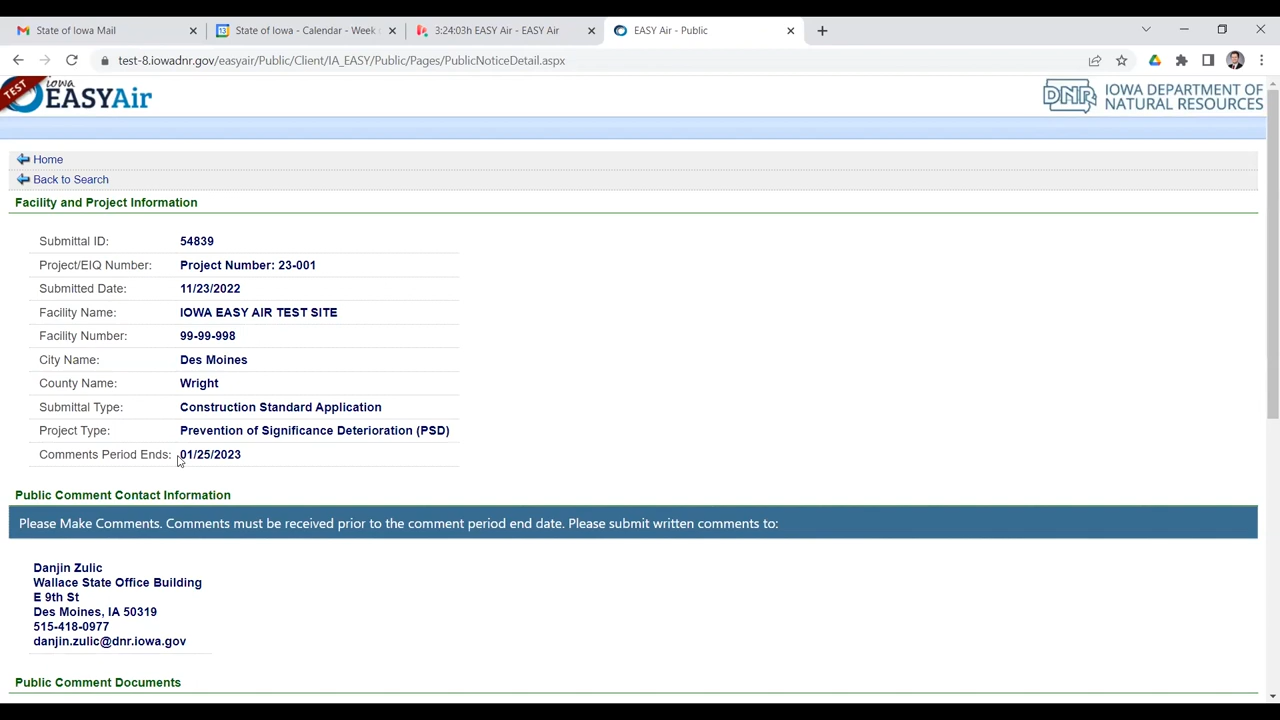 State of Iowa Mail
State of Iowa - Calendar - Week
3:24:03h EASY Air - EASY Air
EASY Air - Public
test-8.iowadnr.gov/easyair/Public/Client/IA_EASY/Public/Pages/PublicNoticeDetail.aspx
TEST
iowa
EASYAir
DNR
IOWA DEPARTMENT OF
NATURAL RESOURCES
Home
Back to Search
Facility and Project Information
Submittal ID: 54839
Project/EIQ Number: Project Number: 23-001
Submitted Date: 11/23/2022
Facility Name: IOWA EASY AIR TEST SITE
Facility Number: 99-99-998
City Name: Des Moines
County Name: Wright
Submittal Type: Construction Standard Application
Project Type: Prevention of Significance Deterioration (PSD)
Comments Period Ends: 01/25/2023
Public Comment Contact Information
Please Make Comments. Comments must be received prior to the comment period end date. Please submit written comments to:
Danjin Zulic
Wallace State Office Building
E 9th St
Des Moines, IA 50319
515-418-0977
danjin.zulic@dnr.iowa.gov
Public Comment Documents